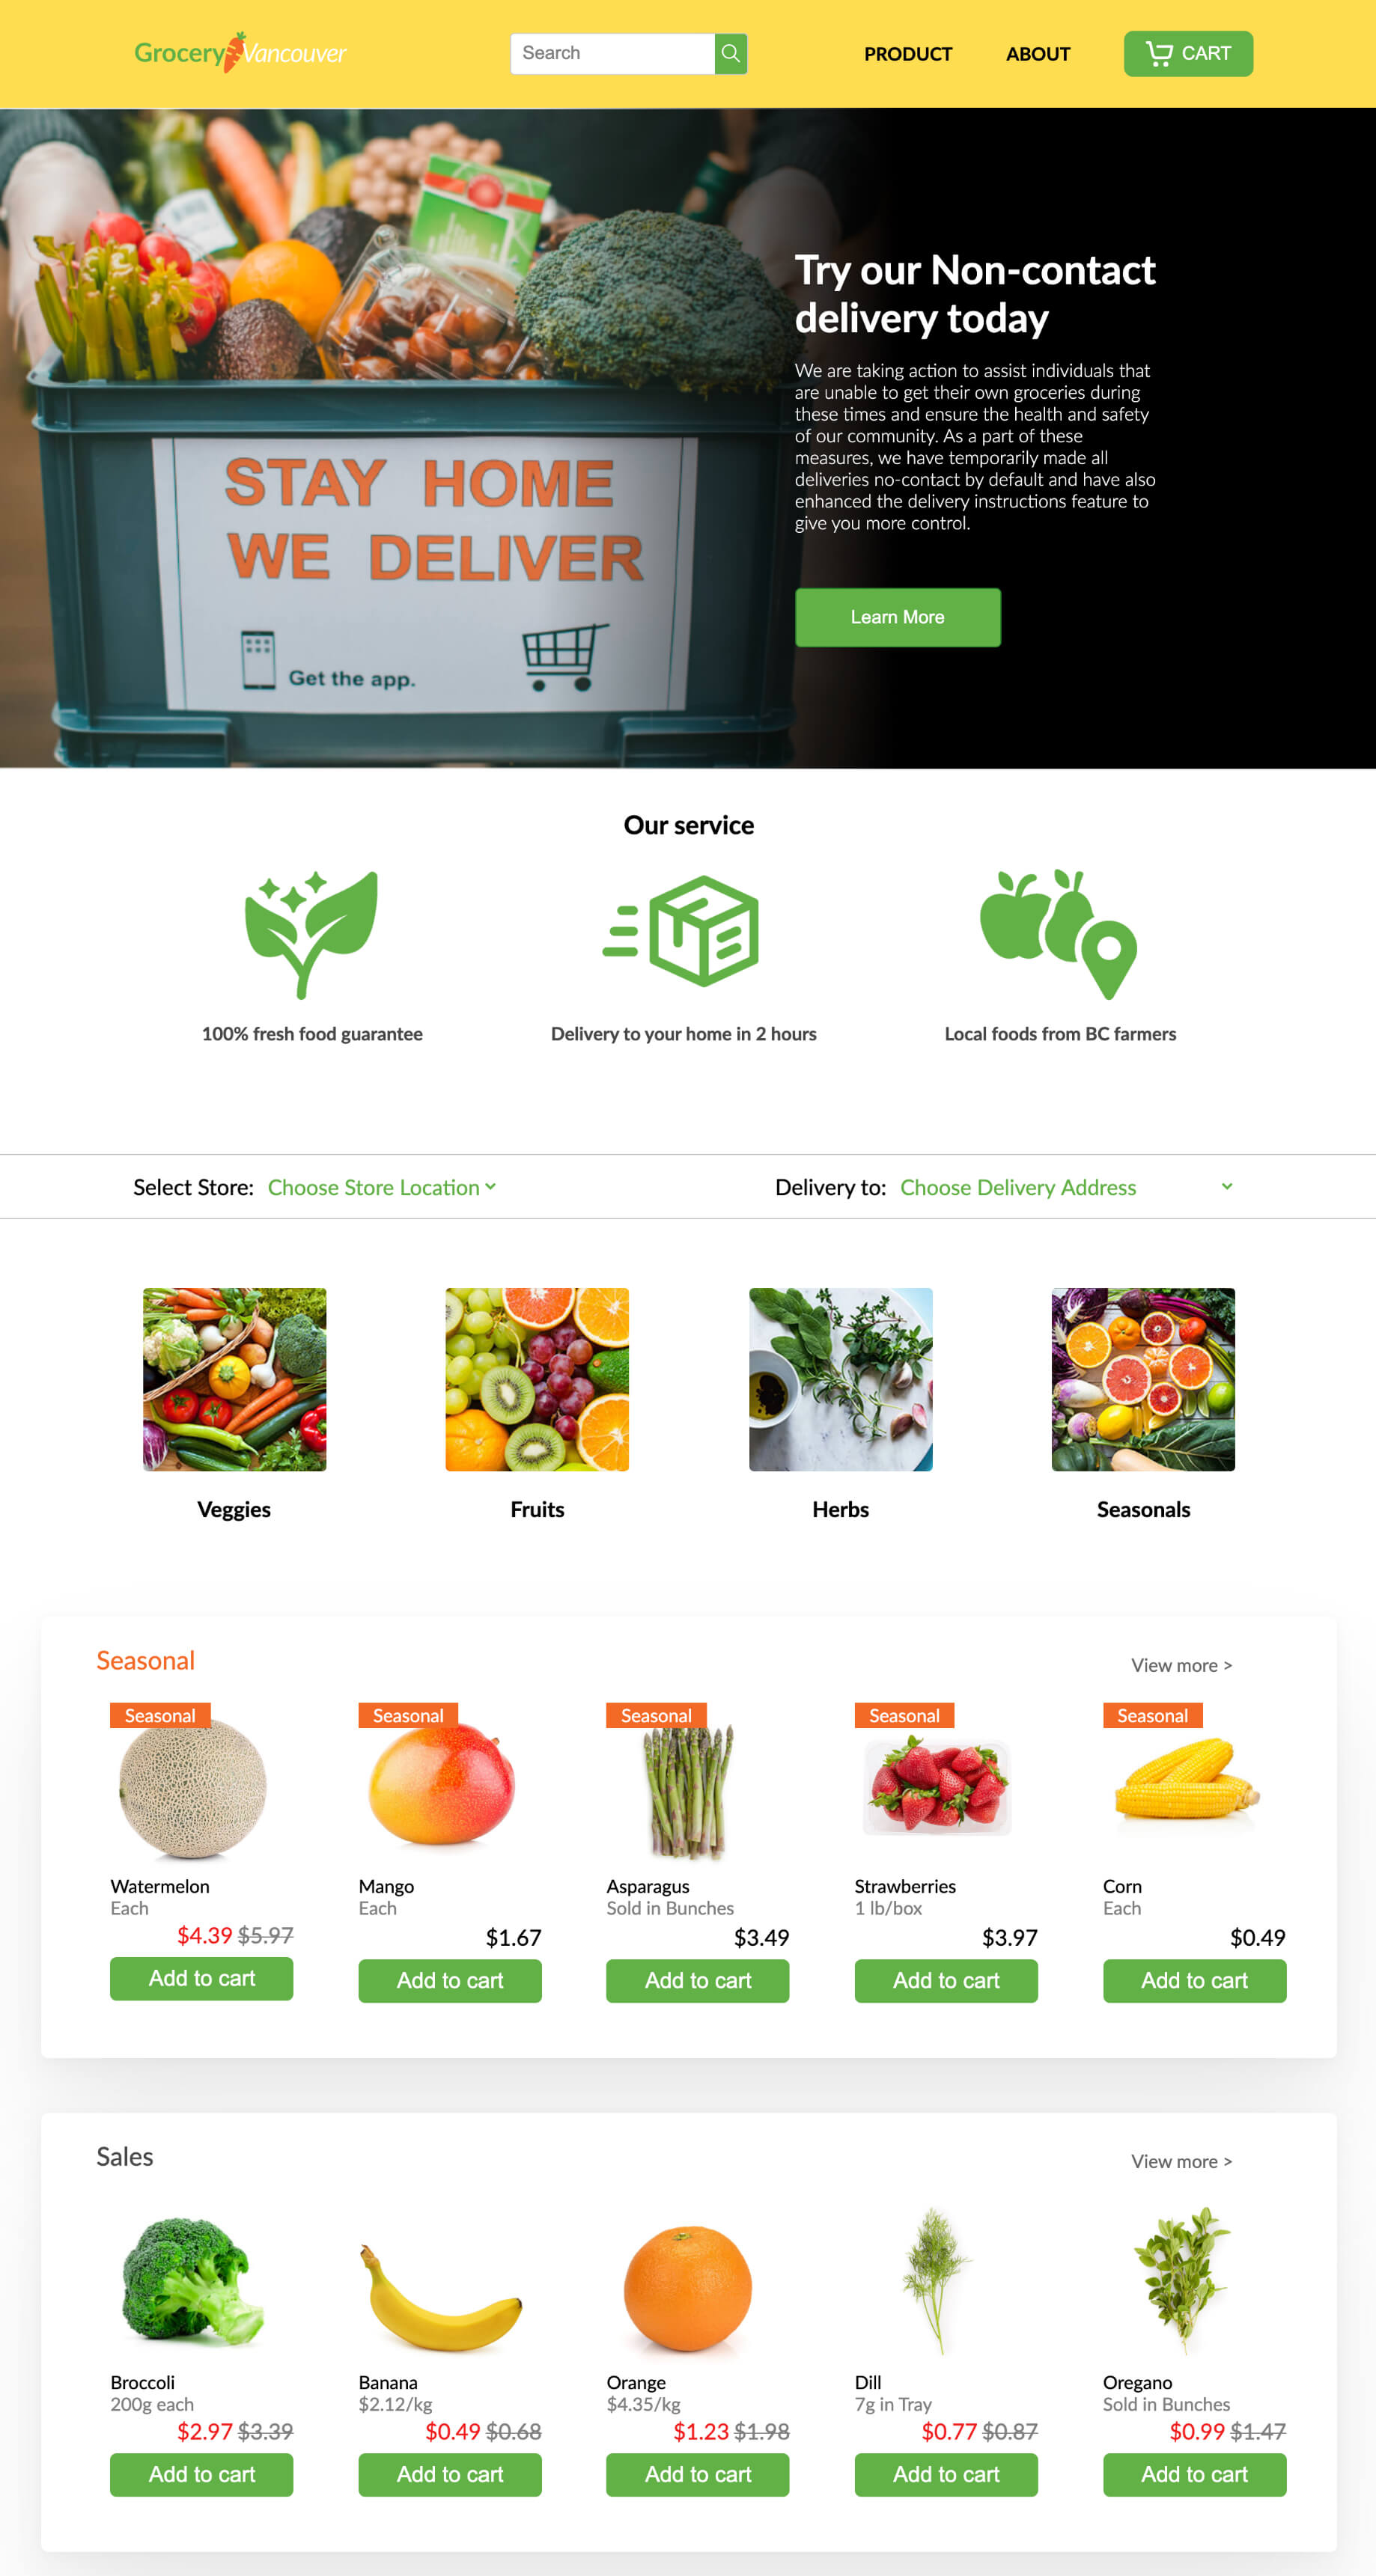 Grocery Vancouver
Search
PRODUCT
ABOUT
CART
STAY HOME
WE DELIVER
Get the app.
Try our Non-contact
delivery today
We are taking action to assist individuals that
are unable to get their own groceries during
these times and ensure the health and safety
of our community. As a part of these
measures, we have temporarily made all
deliveries no-contact by default and have also
enhanced the delivery instructions feature to
give you more control.
Learn More
Our service
100% fresh food guarantee
Delivery to your home in 2 hours
Local foods from BC farmers
Select Store: Choose Store Location
Delivery to: Choose Delivery Address
Veggies
Fruits
Herbs
Seasonals
Seasonal
View more >
Seasonal
Watermelon
Each
$4.39 $5.97
Add to cart
Seasonal
Mango
Each
$1.67
Add to cart
Seasonal
Asparagus
Sold in Bunches
$3.49
Add to cart
Seasonal
Strawberries
1 lb/box
$3.97
Add to cart
Seasonal
Corn
Each
$0.49
Add to cart
Sales
View more >
Broccoli
200g each
$2.97 $3.39
Add to cart
Banana
$2.12/kg
$0.49 $0.68
Add to cart
Orange
$4.35/kg
$1.23 $1.98
Add to cart
Dill
7g in Tray
$0.77 $0.87
Add to cart
Oregano
Sold in Bunches
$0.99 $1.47
Add to cart